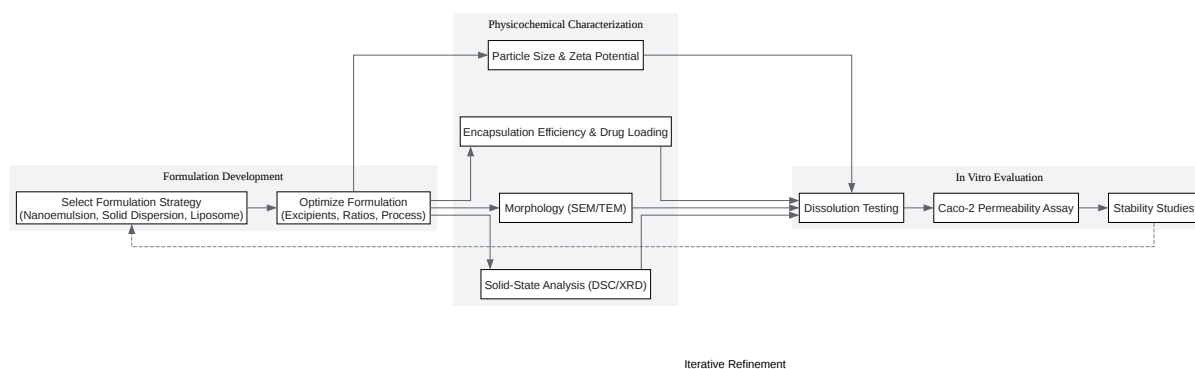 Physicochemical Characterization
Particle Size & Zeta Potential
Encapsulation Efficiency & Drug Loading
Morphology (SEM/TEM)
Solid-State Analysis (DSC/XRD)
Formulation Development
Select Formulation Strategy
(Nanoemulsion, Solid Dispersion, Liposome)
Optimize Formulation
(Excipients, Ratios, Process)
In Vitro Evaluation
Dissolution Testing
Caco-2 Permeability Assay
Stability Studies
Iterative Refinement